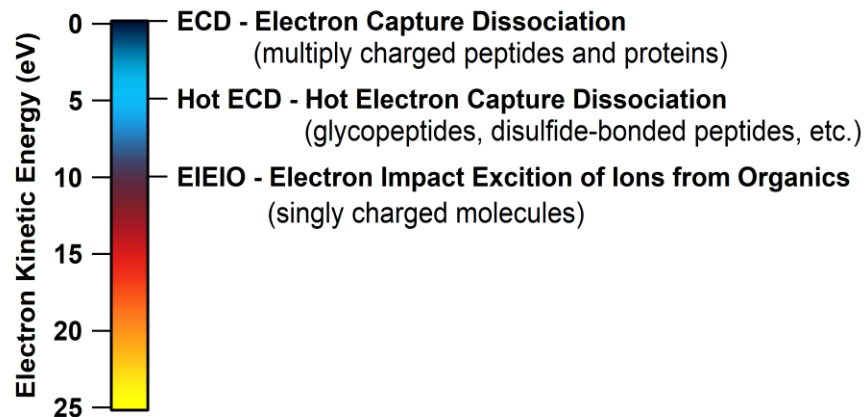 Electron Kinetic Energy (eV)
0
ECD - Electron Capture Dissociation
(multiply charged peptides and proteins)
5
Hot ECD - Hot Electron Capture Dissociation
(glycopeptides, disulfide-bonded peptides, etc.)
10
EIEIO - Electron Impact Excition of Ions from Organics
(singly charged molecules)
15
20
25